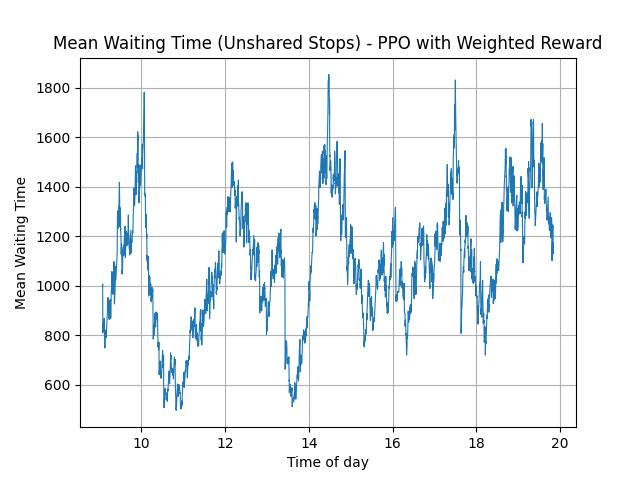 Mean Waiting Time (Unshared Stops) - PPO with Weighted Reward
1800
1600
1400
1200
1000
800
600
Mean Waiting Time
10 12 14 16 18 20
Time of day